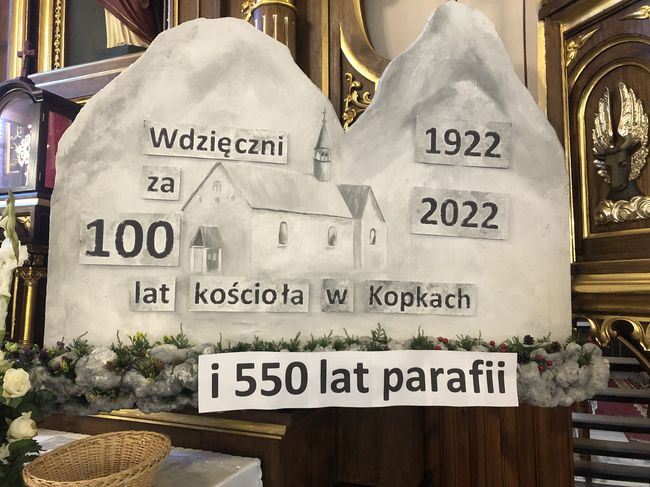 Wdzięczni
za
100
lat kościoła w Kopkach
1922
2022
i 550 lat parafii